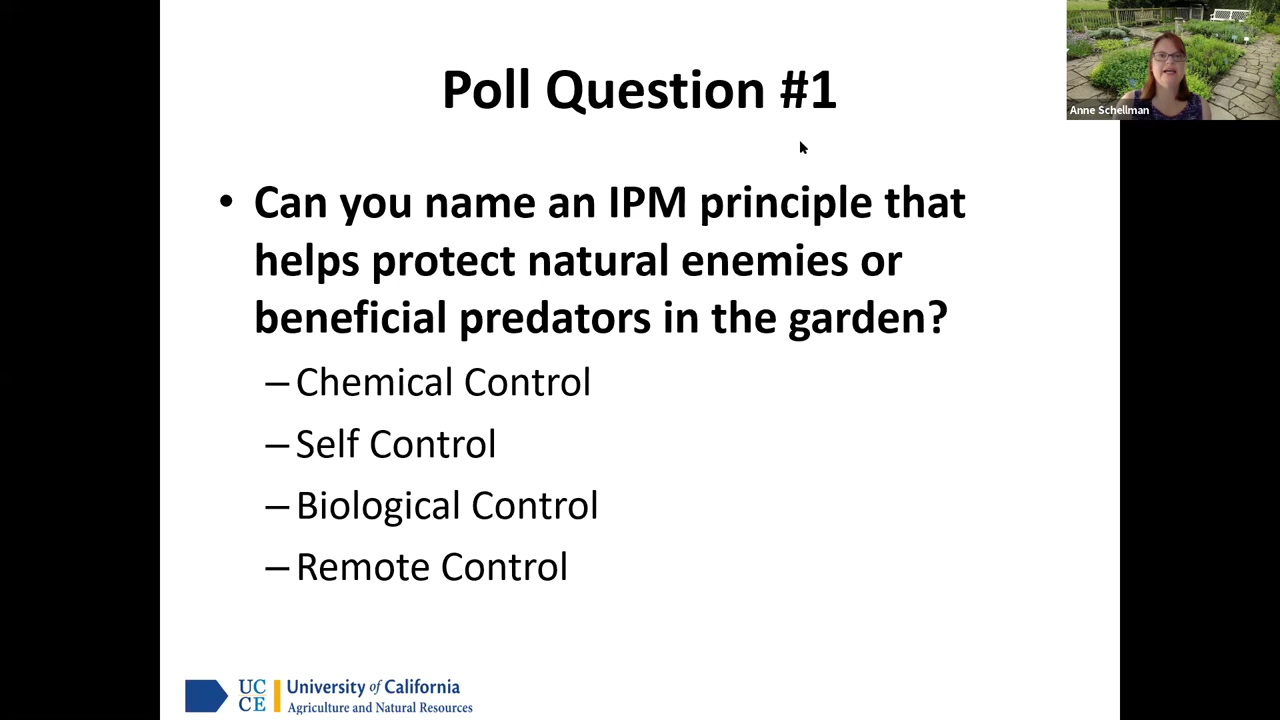 Poll Question #1
Anne Schellman
• Can you name an IPM principle that
helps protect natural enemies or
beneficial predators in the garden?
– Chemical Control
– Self Control
– Biological Control
– Remote Control
UC
CE
University of California
Agriculture and Natural Resources